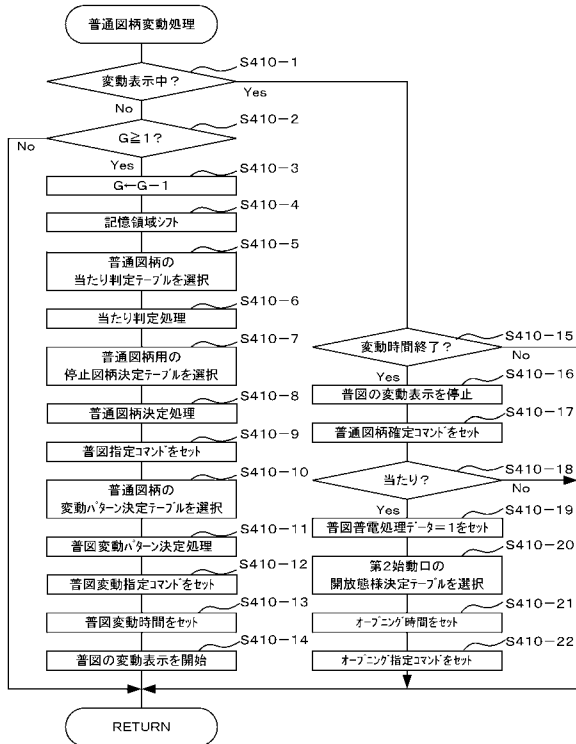 普通図柄変動処理
S410-1
変動表示中？
Yes
No
S410-2
G≧1？
No
Yes
S410-3
G←G-1
S410-4
記憶領域シフト
S410-5
普通図柄の
当たり判定テーブルを選択
S410-6
当たり判定処理
S410-7
普通図柄用の
停止図柄決定テーブルを選択
S410-8
普通図柄決定処理
S410-9
普図指定コマンドをセット
S410-10
普通図柄の
変動パターン決定テーブルを選択
S410-11
普図変動パターン決定処理
S410-12
普図変動指定コマンドをセット
S410-13
普図変動時間をセット
S410-14
普図の変動表示を開始
S410-15
変動時間終了？
No
Yes
S410-16
普図の変動表示を停止
S410-17
普通図柄確定コマンドをセット
S410-18
当たり？
No
Yes
S410-19
普図普電処理データ=1をセット
S410-20
第2始動口の
開放態様決定テーブルを選択
S410-21
オープニング時間をセット
S410-22
オープニング指定コマンドをセット
RETURN